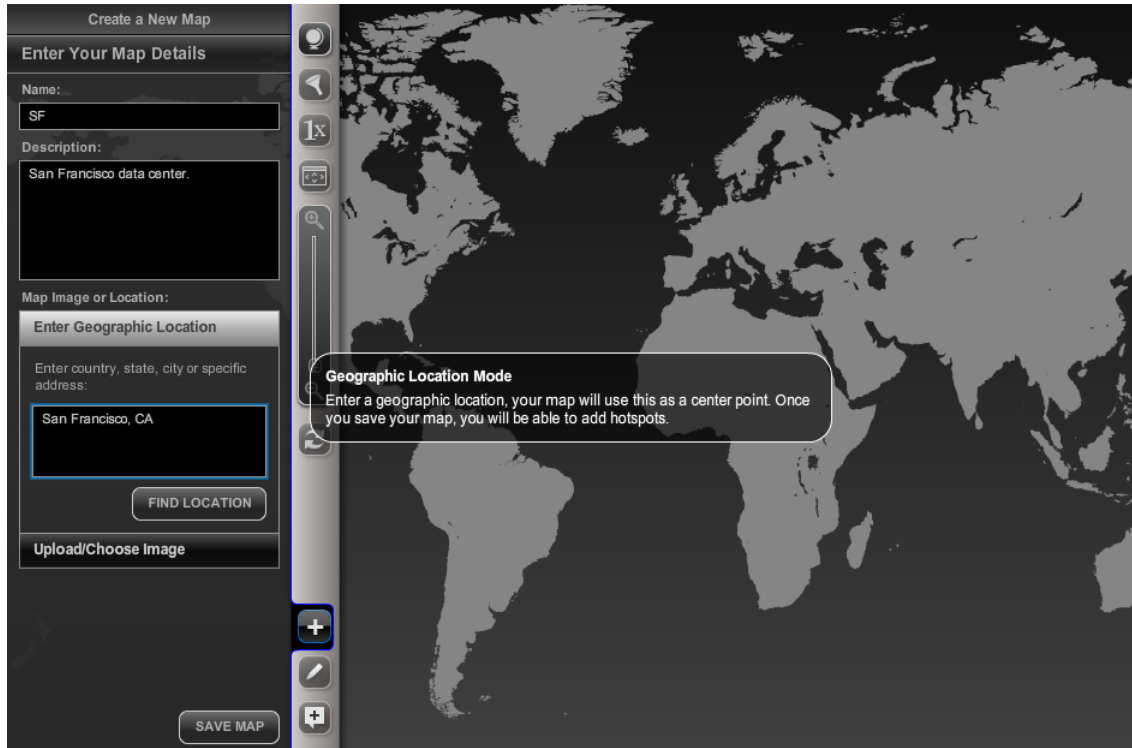 Create a New Map
Enter Your Map Details
Name:
SF
Description:
San Francisco data center.
Map Image or Location:
Enter Geographic Location
Enter country, state, city or specific
address:
San Francisco, CA
FIND LOCATION
Upload/Choose Image
SAVE MAP
1x
Geographic Location Mode
Enter a geographic location, your map will use this as a center point. Once
you save your map, you will be able to add hotspots.